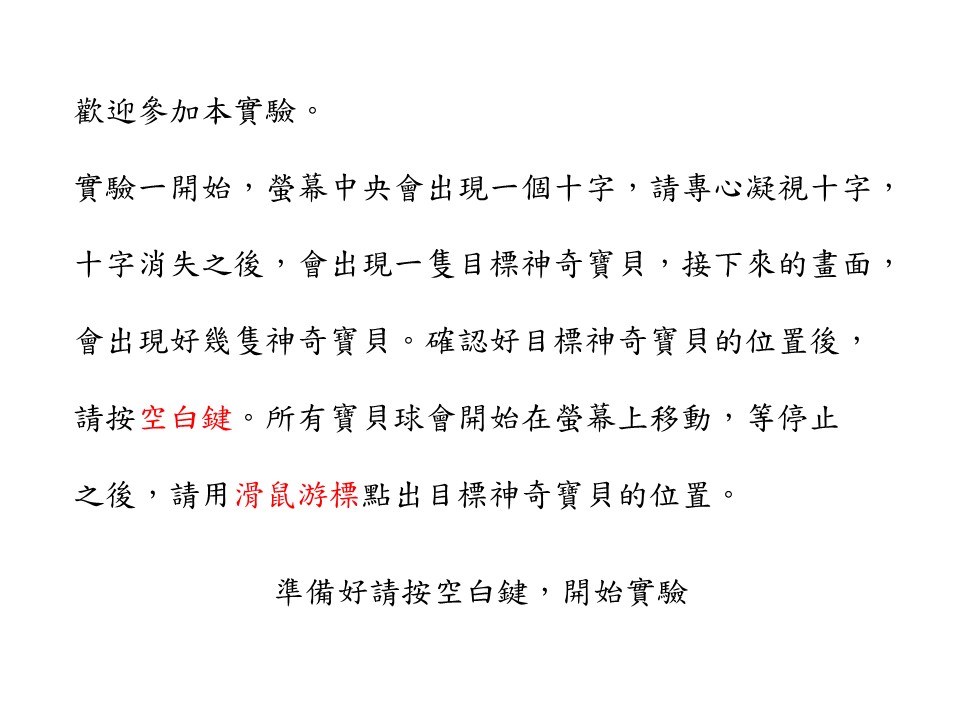 歡迎參加本實驗。
實驗一開始，螢幕中央會出現一個十字，請專心凝視十字，
十字消失之後，會出現一隻目標神奇寶貝，接下來的畫面，
會出現好幾隻神奇寶貝。確認好目標神奇寶貝的位置後，
請按空白鍵。所有寶貝球會開始在螢幕上移動，等停止
之後，請用滑鼠游標點出目標神奇寶貝的位置。
準備好請按空白鍵，開始實驗